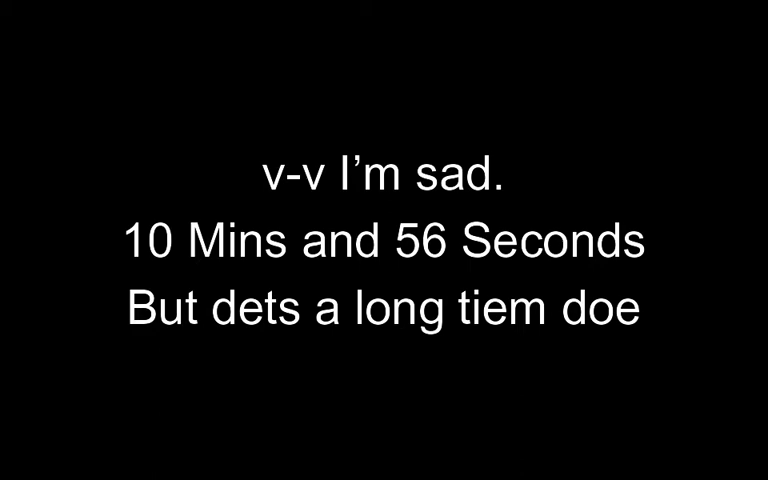 v-v I’m sad.
10 Mins and 56 Seconds
But dets a long tiem doe